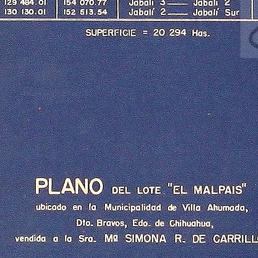 129 484.01 154 070.77 Jabalí 3 — Jabalí 2
130 130.01 152 513.54 Jabalí 2 — Jabalí Sur
SUPERFICIE = 20 294 Has.
PLANO DEL LOTE "EL MALPAIS"
ubicado en la Municipalidad de Villa Ahumada,
Dto. Bravos, Edo. de Chihuahua,
vendida a la Sra. Mª SIMONA R. DE CARRILLO